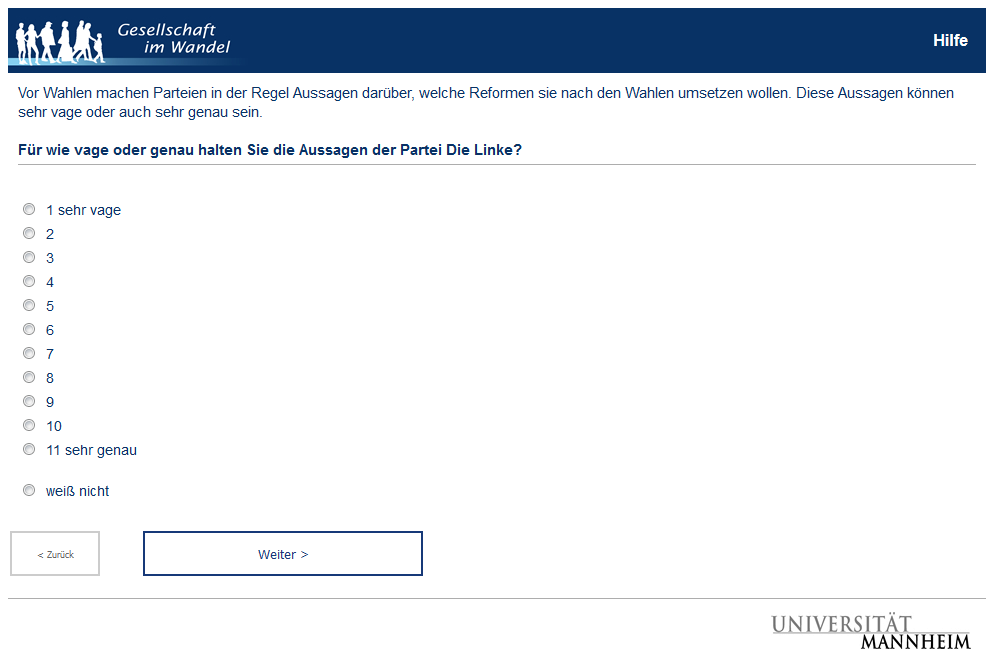 Gesellschaft
im Wandel
Hilfe
Vor Wahlen machen Parteien in der Regel Aussagen darüber, welche Reformen sie nach den Wahlen umsetzen wollen. Diese Aussagen können
sehr vage oder auch sehr genau sein.
Für wie vage oder genau halten Sie die Aussagen der Partei Die Linke?
1 sehr vage
2
3
4
5
6
7
8
9
10
11 sehr genau
weiß nicht
< Zurück
Weiter >
UNIVERSITÄT
MANNHEIM